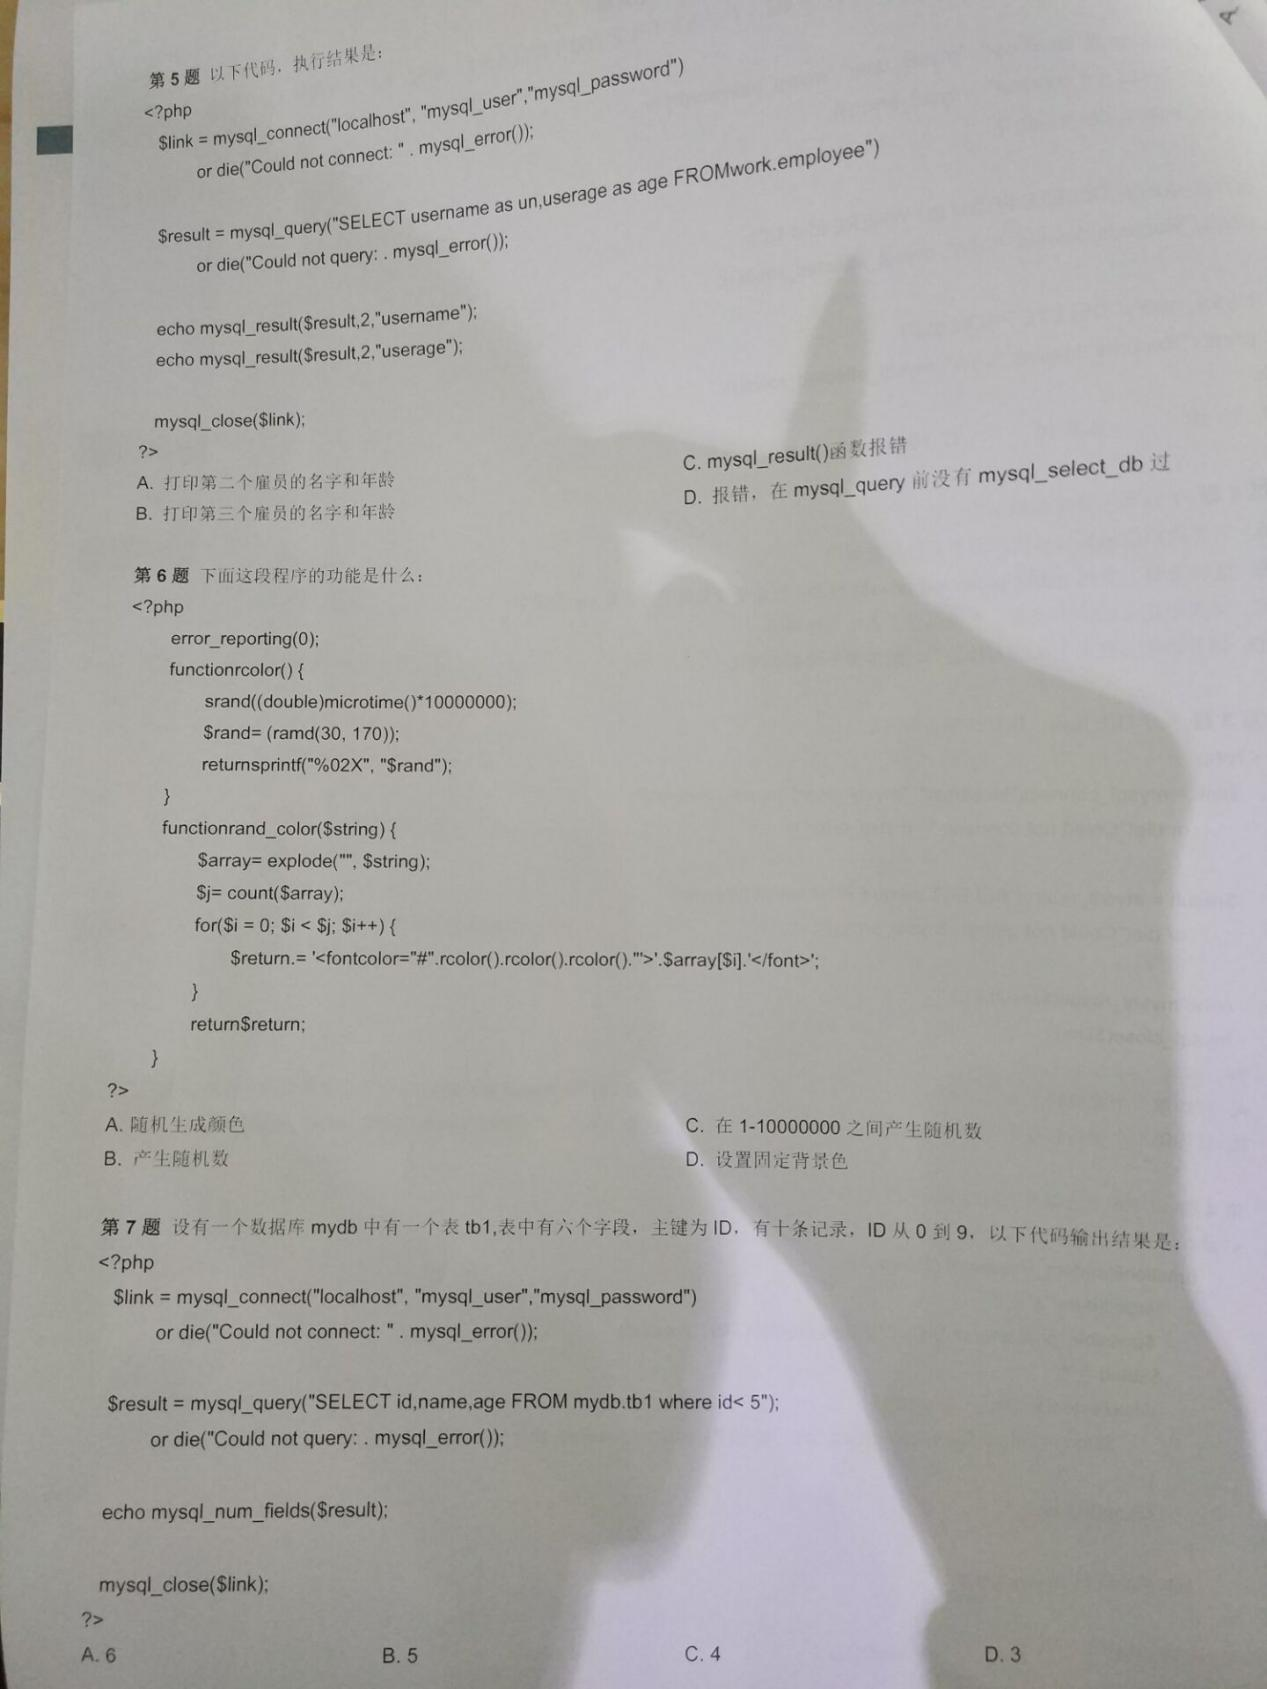 第 5 题 以下代码，执行结果是：
<?php
$link = mysql_connect("localhost", "mysql_user","mysql_password")
or die("Could not connect: " . mysql_error());
$result = mysql_query("SELECT username as un,userage as age FROMwork.employee")
or die("Could not query: . mysql_error());
echo mysql_result($result,2,"username");
echo mysql_result($result,2,"userage");
mysql_close($link);
?>
A. 打印第二个雇员的名字和年龄
B. 打印第三个雇员的名字和年龄
C. mysql_result()函数报错
D. 报错，在 mysql_query 前没有 mysql_select_db 过
第 6 题 下面这段程序的功能是什么：
<?php
error_reporting(0);
functionrcolor() {
srand((double)microtime()*10000000);
$rand= (ramd(30, 170));
returnsprintf("%02X", "$rand");
}
functionrand_color($string) {
$array= explode("", $string);
$j= count($array);
for($i = 0; $i < $j; $i++) {
$return.= '<fontcolor="#".rcolor().rcolor().rcolor()."'>'.$array[$i].'</font>';
}
return$return;
}
?>
A. 随机生成颜色
B. 产生随机数
C. 在 1-10000000 之间产生随机数
D. 设置固定背景色
第 7 题 设有一个数据库 mydb 中有一个表 tb1,表中有六个字段，主键为 ID，有十条记录，ID 从 0 到 9，以下代码输出结果是：
<?php
$link = mysql_connect("localhost", "mysql_user","mysql_password")
or die("Could not connect: " . mysql_error());
$result = mysql_query("SELECT id,name,age FROM mydb.tb1 where id< 5");
or die("Could not query: . mysql_error());
echo mysql_num_fields($result);
mysql_close($link);
?>
A. 6 B. 5 C. 4 D. 3